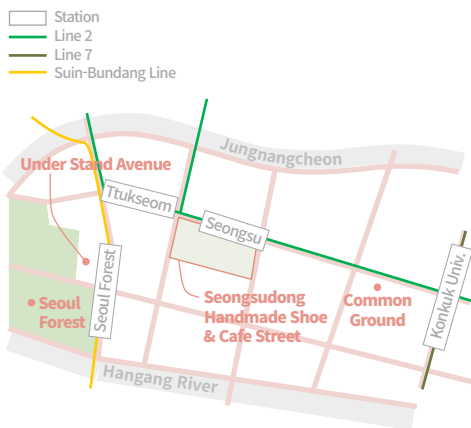 Station
Line 2
Line 7
Suin-Bundang Line
Jungnangcheon
Under Stand Avenue
Ttukseom
Seongsu
Seoul Forest
Konkuk Univ.
Seoul
Forest
Seongsudong
Handmade Shoe
& Cafe Street
Common
Ground
Hangang River